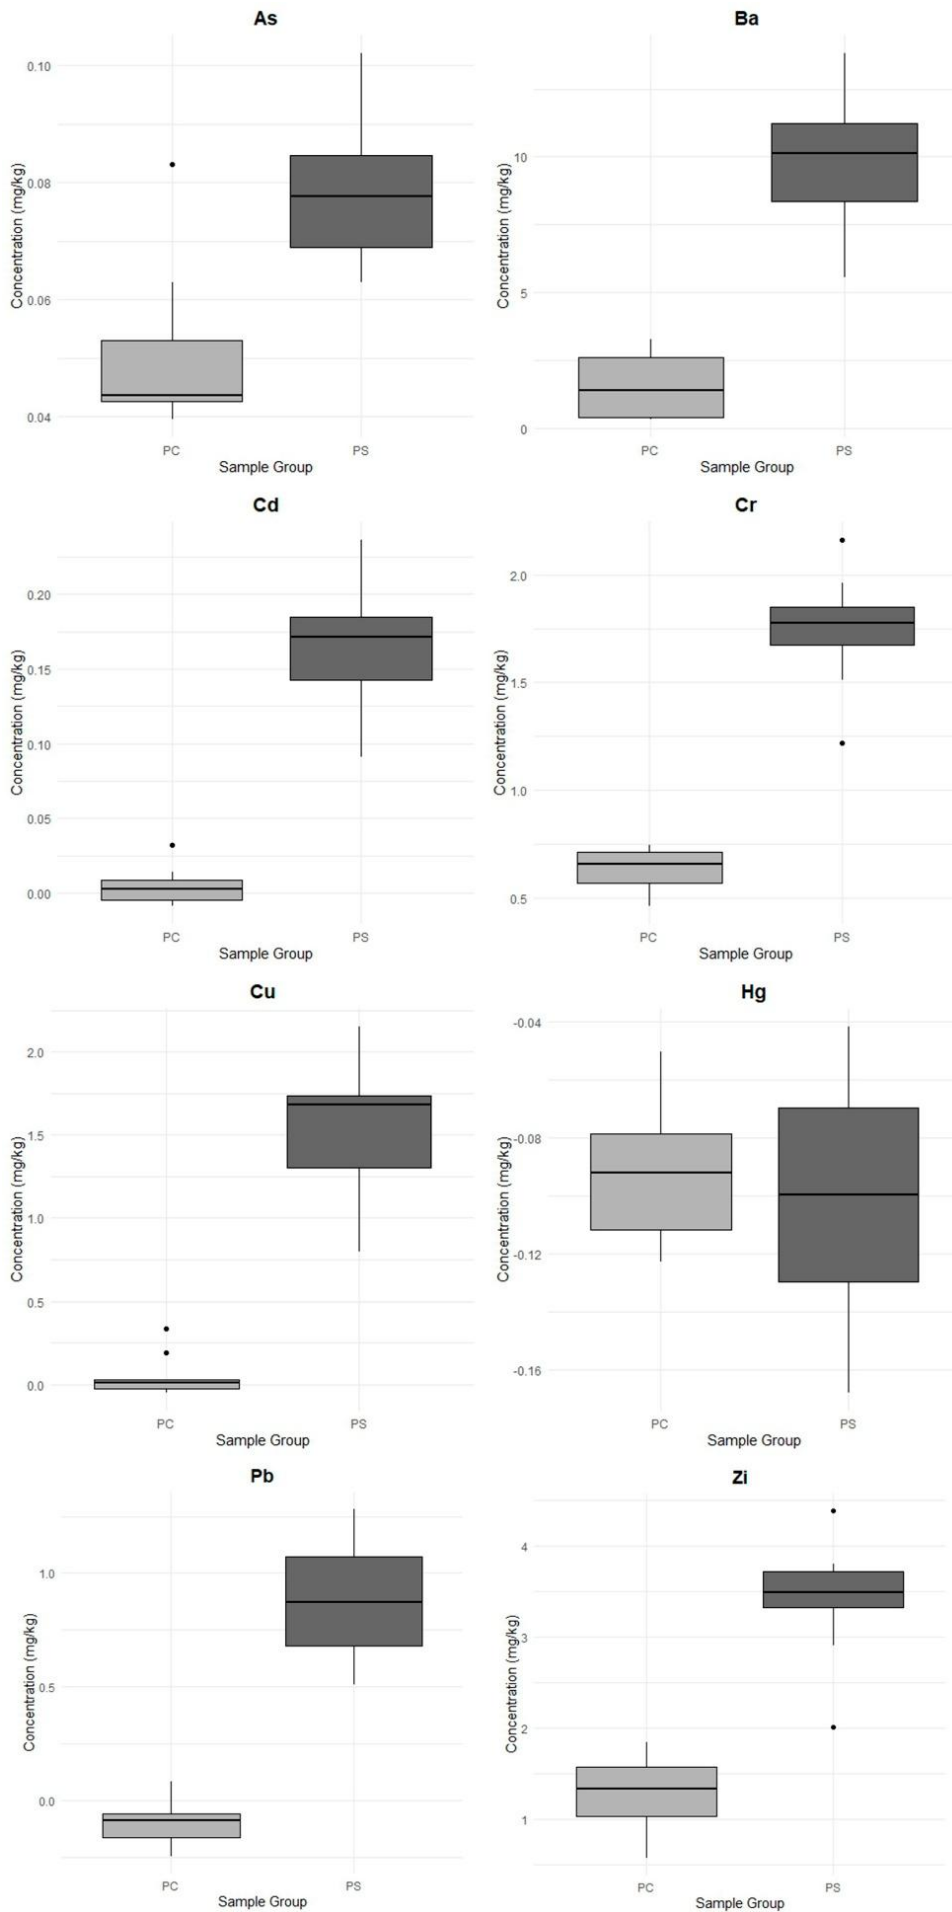 As
Concentration (mg/kg)
0.10
0.08
0.06
0.04
PC PS
Sample Group
Ba
Concentration (mg/kg)
10
5
0
PC PS
Sample Group
Cd
Concentration (mg/kg)
0.20
0.15
0.10
0.05
0.00
PC PS
Sample Group
Cr
Concentration (mg/kg)
2.0
1.5
1.0
0.5
PC PS
Sample Group
Cu
Concentration (mg/kg)
2.0
1.5
1.0
0.5
0.0
PC PS
Sample Group
Hg
Concentration (mg/kg)
-0.04
-0.08
-0.12
-0.16
PC PS
Sample Group
Pb
Concentration (mg/kg)
1.0
0.5
0.0
PC PS
Sample Group
Zi
Concentration (mg/kg)
4
3
2
1
PC PS
Sample Group